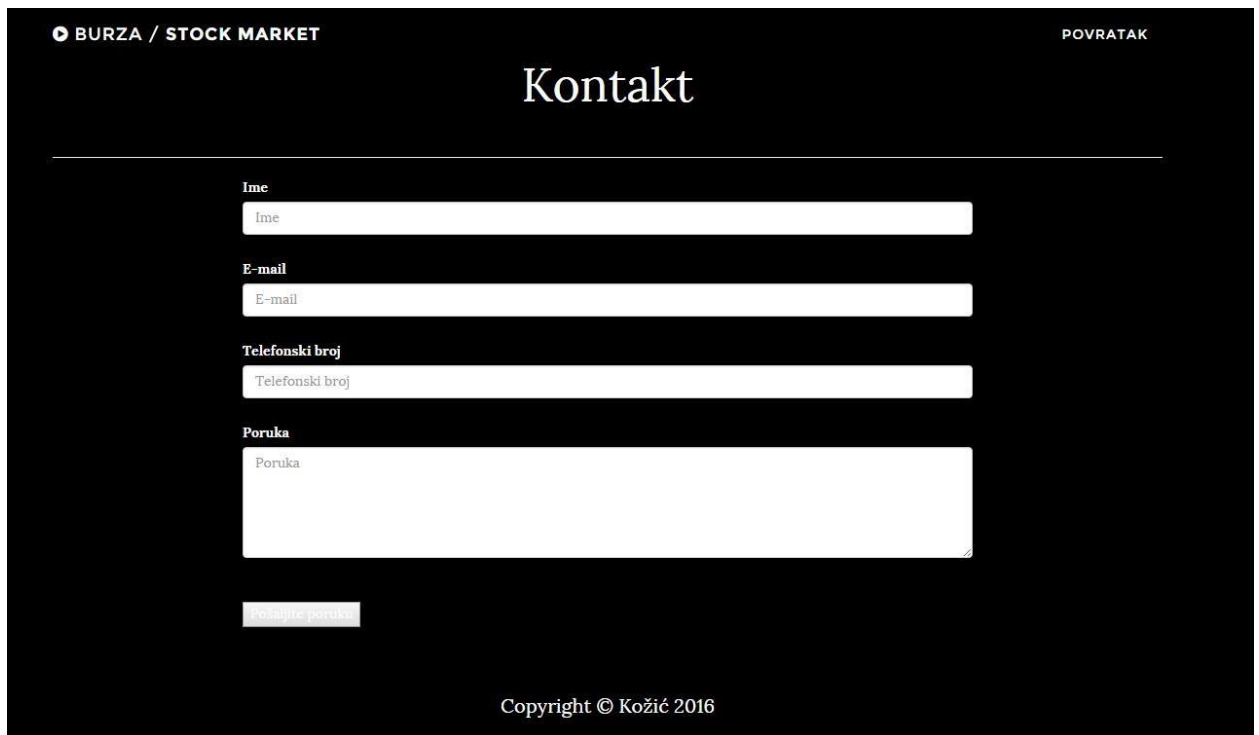 BURZA / STOCK MARKET
POVRATAK
Kontakt
Ime
Ime
E-mail
E-mail
Telefonski broj
Telefonski broj
Poruka
Poruka
Pošaljite poruku
Copyright © Kožić 2016